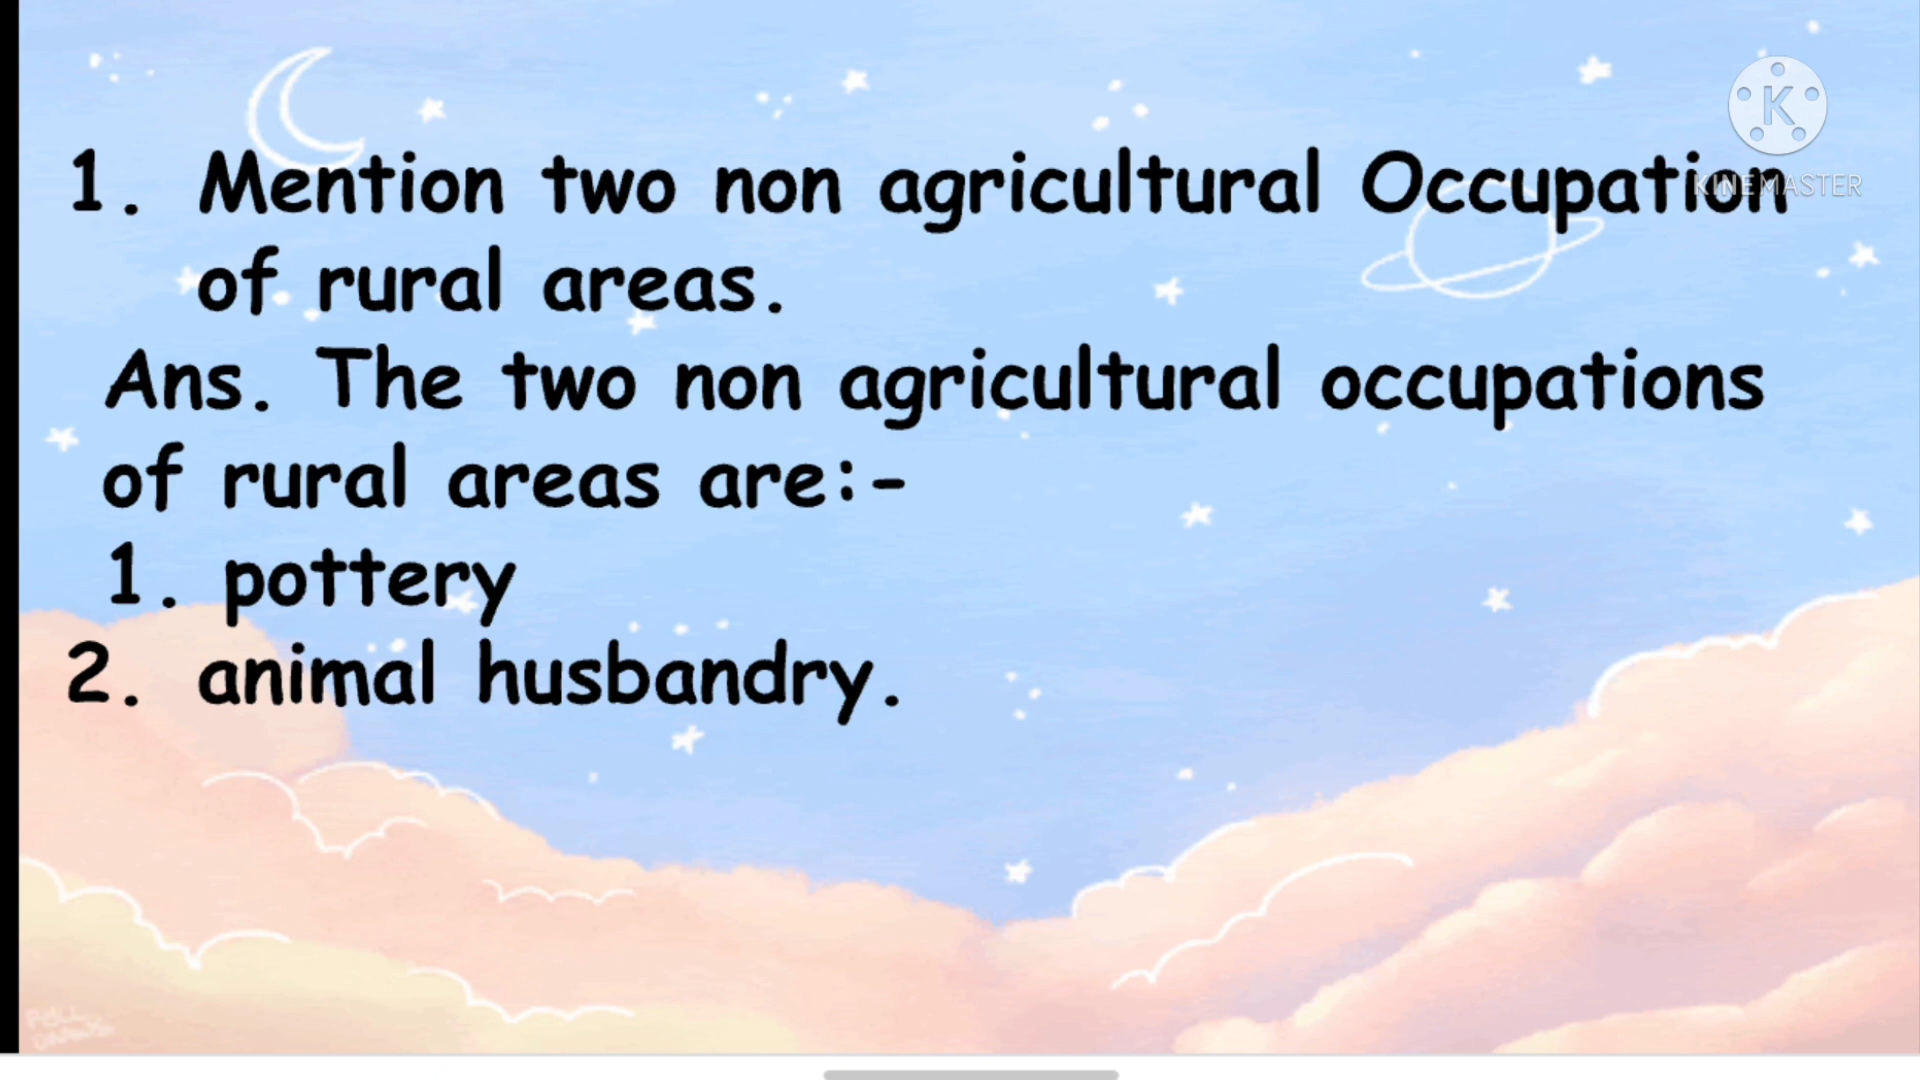 1. Mention two non agricultural Occupation
of rural areas.
Ans. The two non agricultural occupations
of rural areas are:-
1. pottery
2. animal husbandry.
K
KINEMASTER